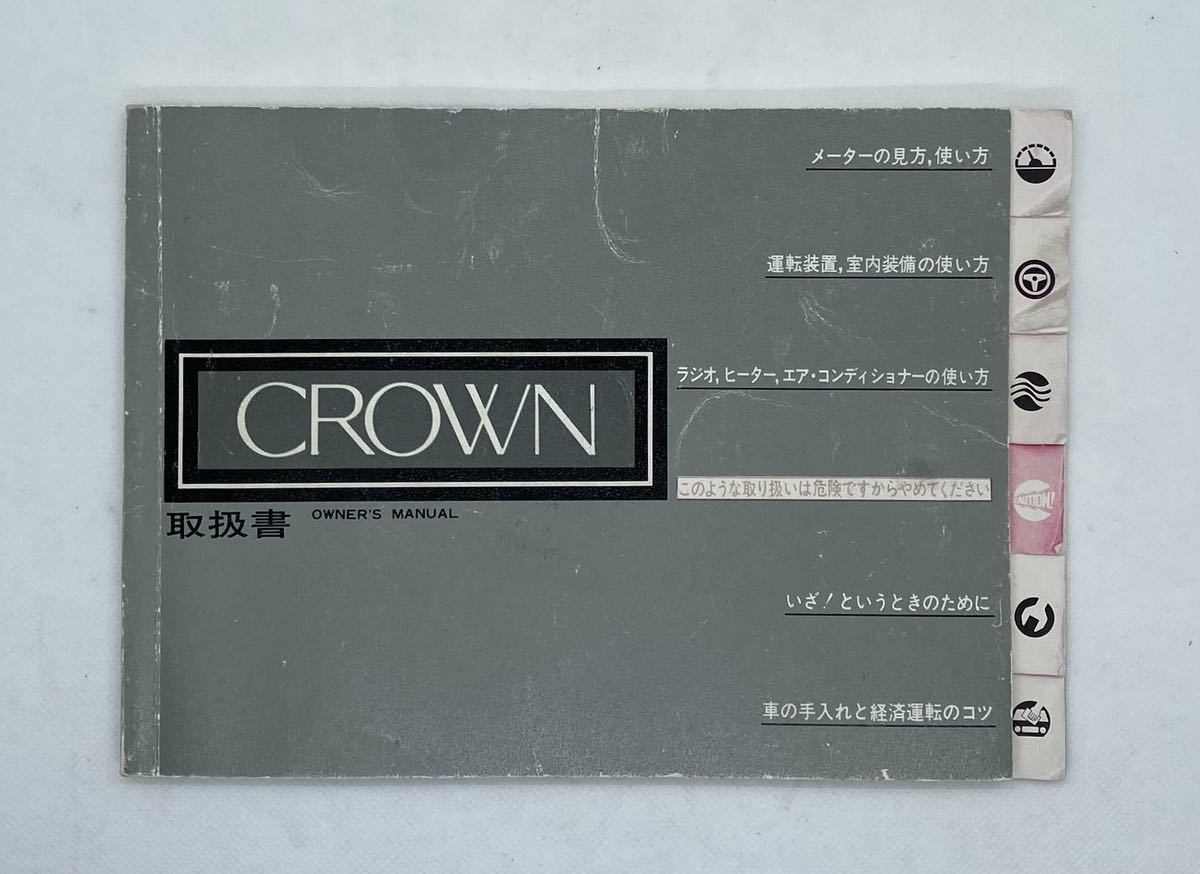 メーターの見方,使い方
運転装置,室内装備の使い方
ラジオ,ヒーター,エア・コンディショナーの使い方
CROWN
このような取り扱いは危険ですからやめてください
CAUTION!
取扱書 OWNER'S MANUAL
いざ!というときのために
車の手入れと経済運転のコツ